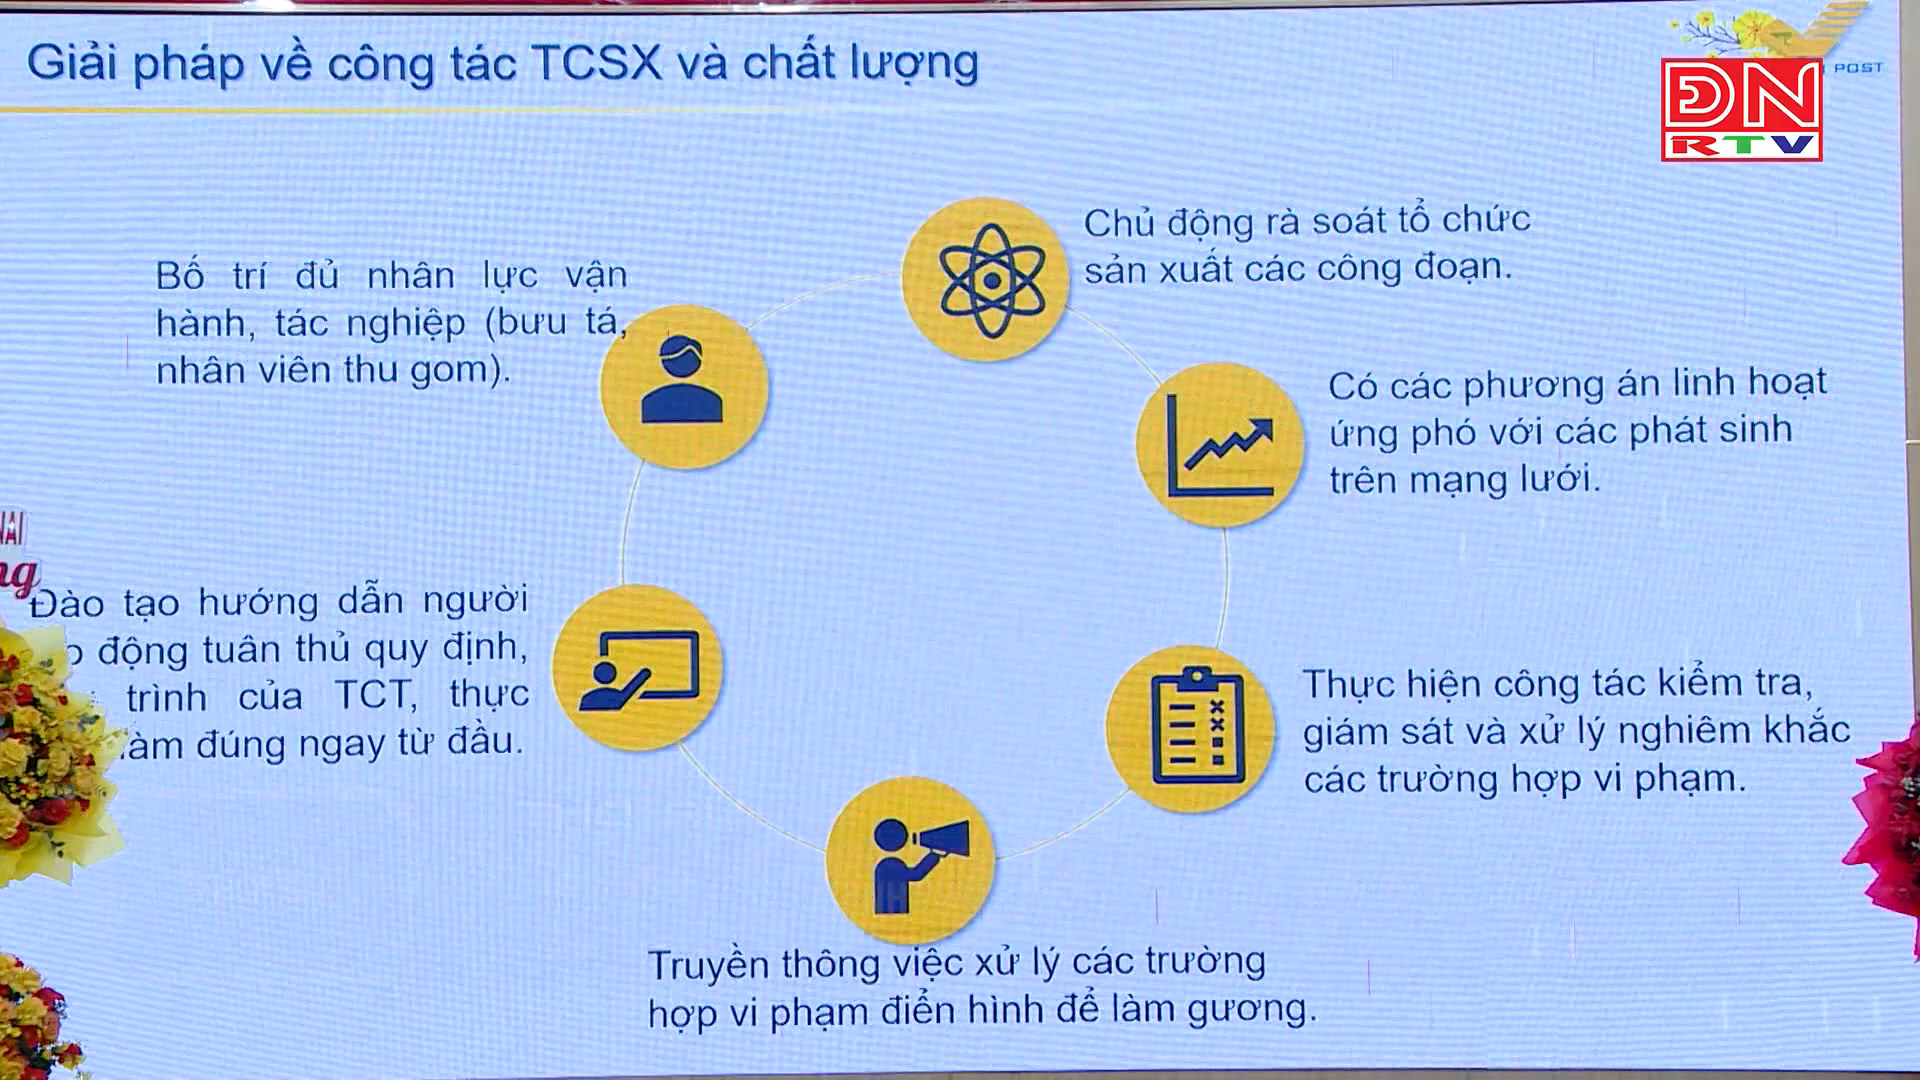 Giải pháp về công tác TCSX và chất lượng
POST
ĐN
RTV
Chủ động rà soát tổ chức
sản xuất các công đoạn.
Bố trí đủ nhân lực vận
hành, tác nghiệp (bưu tá,
nhân viên thu gom).
Có các phương án linh hoạt
ứng phó với các phát sinh
trên mạng lưới.
NAI
ng
Đào tạo hướng dẫn người
động tuân thủ quy định,
trình của TCT, thực
làm đúng ngay từ đầu.
Thực hiện công tác kiểm tra,
giám sát và xử lý nghiêm khắc
các trường hợp vi phạm.
Truyền thông việc xử lý các trường
hợp vi phạm điển hình để làm gương.